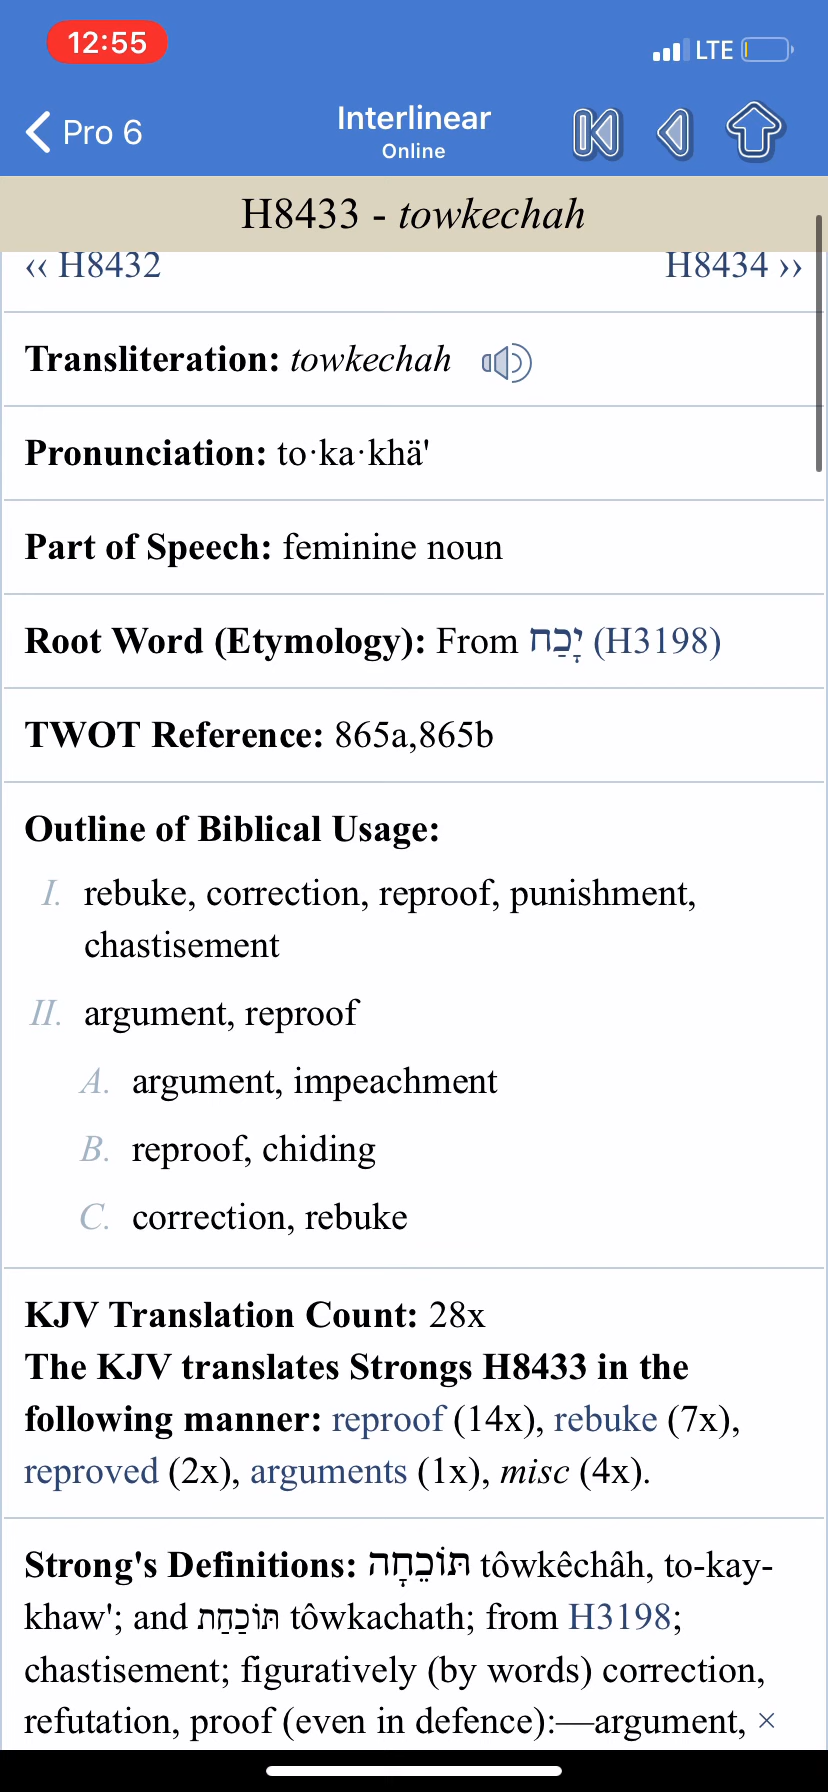 12:55
LTE
Pro 6
Interlinear
Online
H8433 - towkechah
‹‹ H8432
H8434 ››
Transliteration: towkechah
Pronunciation: to·ka·khä'
Part of Speech: feminine noun
Root Word (Etymology): From יָכַח (H3198)
TWOT Reference: 865a,865b
Outline of Biblical Usage:
I. rebuke, correction, reproof, punishment,
chastisement
II. argument, reproof
A. argument, impeachment
B. reproof, chiding
C. correction, rebuke
KJV Translation Count: 28x
The KJV translates Strongs H8433 in the
following manner: reproof (14x), rebuke (7x),
reproved (2x), arguments (1x), misc (4x).
Strong's Definitions: תּוֹכֵחָה tôwkêchâh, to-kay-
khaw'; and תּוֹכַחַת tôwkachath; from H3198;
chastisement; figuratively (by words) correction,
refutation, proof (even in defence):—argument, ×